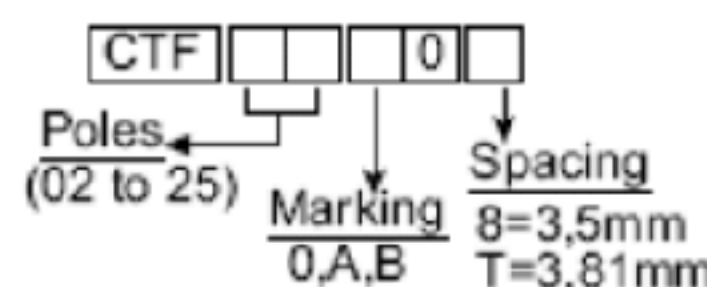 CTF 0
Poles
(02 to 25)
Marking
0,A,B
Spacing
8=3,5mm
T=3,81mm